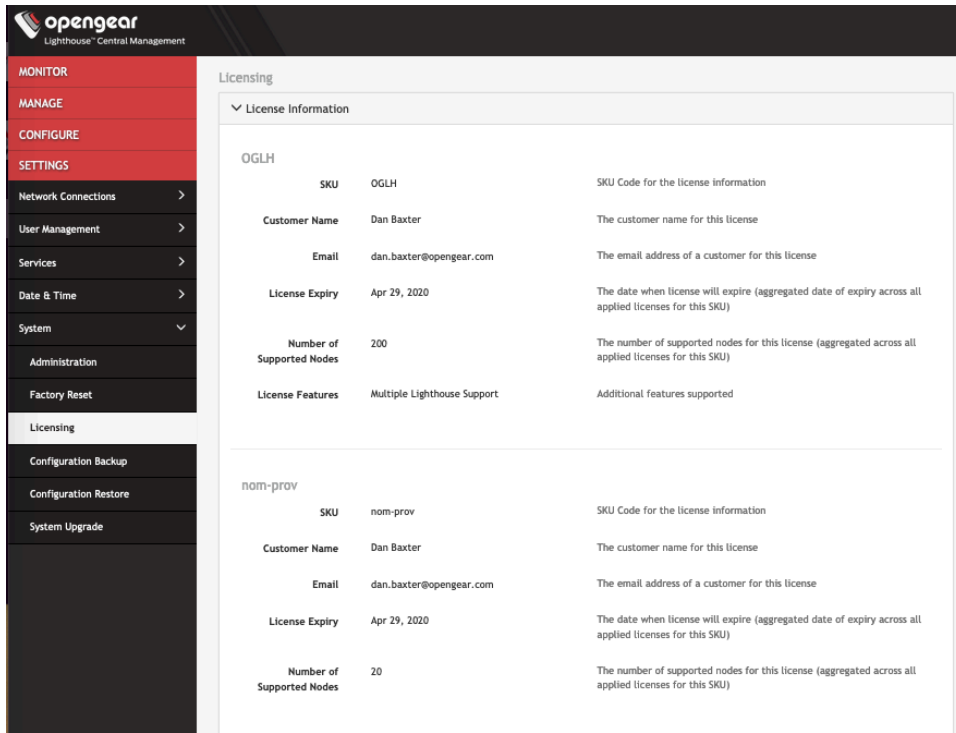 opengear
Lighthouse™ Central Management
MONITOR
MANAGE
CONFIGURE
SETTINGS
Network Connections
User Management
Services
Date & Time
System
Administration
Factory Reset
Licensing
Configuration Backup
Configuration Restore
System Upgrade
Licensing
License Information
OGLH
SKU OGLH SKU Code for the license information
Customer Name Dan Baxter The customer name for this license
Email dan.baxter@opengear.com The email address of a customer for this license
License Expiry Apr 29, 2020 The date when license will expire (aggregated date of expiry across all
applied licenses for this SKU)
Number of 200 The number of supported nodes for this license (aggregated across all
Supported Nodes applied licenses for this SKU)
License Features Multiple Lighthouse Support Additional features supported
nom-prov
SKU nom-prov SKU Code for the license information
Customer Name Dan Baxter The customer name for this license
Email dan.baxter@opengear.com The email address of a customer for this license
License Expiry Apr 29, 2020 The date when license will expire (aggregated date of expiry across all
applied licenses for this SKU)
Number of 20 The number of supported nodes for this license (aggregated across all
Supported Nodes applied licenses for this SKU)